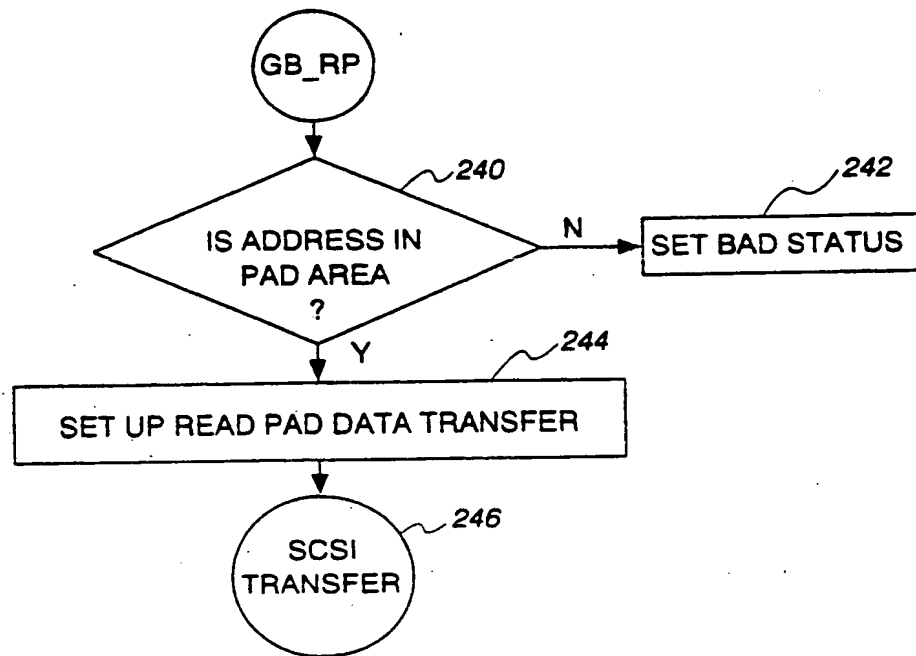 GB_RP
240
IS ADDRESS IN
PAD AREA
?
N
242
SET BAD STATUS
Y
244
SET UP READ PAD DATA TRANSFER
246
SCSI
TRANSFER